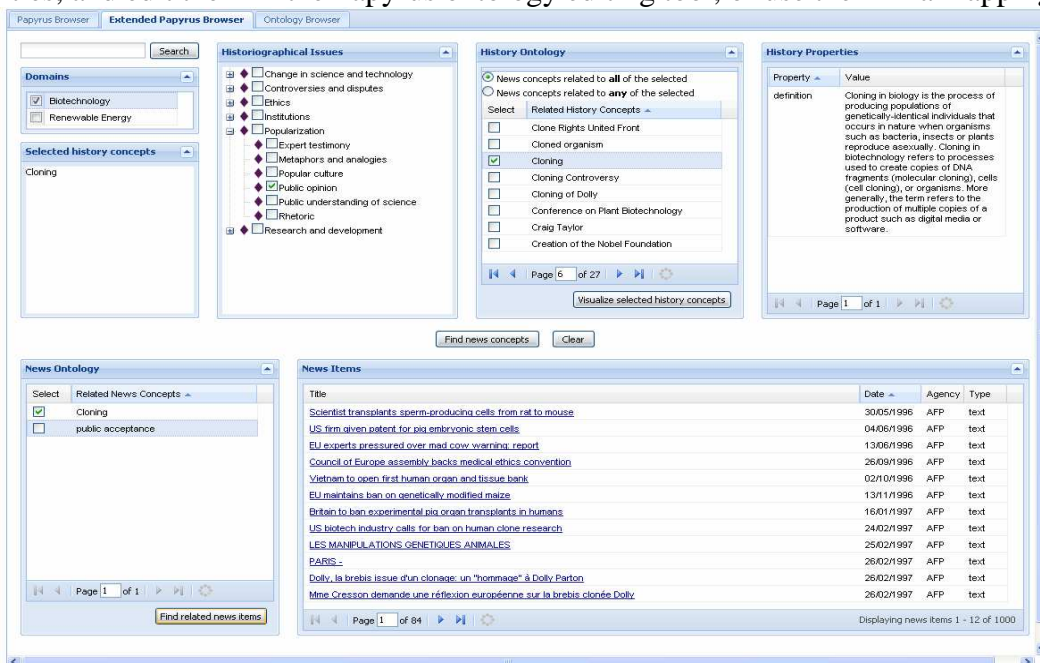 Papyrus Browser
Extended Papyrus Browser
Ontology Browser
Search
Domains
Biotechnology
Renewable Energy
Selected history concepts
Cloning
Historiographical Issues
Change in science and technology
Controversies and disputes
Ethics
Institutions
Popularization
Expert testimony
Metaphors and analogies
Popular culture
Public opinion
Public understanding of science
Rhetoric
Research and development
History Ontology
News concepts related to all of the selected
News concepts related to any of the selected
Select Related History Concepts
Clone Rights United Front
Cloned organism
Cloning
Cloning Controversy
Cloning of Dolly
Conference on Plant Biotechnology
Craig Taylor
Creation of the Nobel Foundation
Page 6 of 27
Visualize selected history concepts
History Properties
Property Value
definition Cloning in biology is the process of
producing populations of
genetically-identical individuals that
occurs in nature when organisms
such as bacteria, insects or plants
reproduce asexually. Cloning in
biotechnology refers to processes
used to create copies of DNA
fragments (molecular cloning), cells
(cell cloning), or organisms. More
generally, the term refers to the
production of multiple copies of a
product such as digital media or
software.
Page 1 of 1
Find news concepts
Clear
News Ontology
Select Related News Concepts
Cloning
public acceptance
Page 1 of 1
Find related news items
News Items
Title Date Agency Type
Scientist transplants sperm-producing cells from rat to mouse 30/05/1996 AFP text
US firm given patent for pig embryonic stem cells 04/06/1996 AFP text
EU experts pressured over mad cow warning: report 13/06/1996 AFP text
Council of Europe assembly backs medical ethics convention 26/09/1996 AFP text
Vietnam to open first human organ and tissue bank 02/10/1996 AFP text
EU maintains ban on genetically modified maize 13/11/1996 AFP text
Britain to ban experimental pig organ transplants in humans 16/01/1997 AFP text
US biotech industry calls for ban on human clone research 24/02/1997 AFP text
LES MANIPULATIONS GENETIQUES ANIMALES 25/02/1997 AFP text
PARIS - 26/02/1997 AFP text
Dolly, la brebis issue d'un clonage: un "hommage" à Dolly Parton 26/02/1997 AFP text
Mme Cresson demande une réflexion européenne sur la brebis clonée Dolly 26/02/1997 AFP text
Page 1 of 84
Displaying news items 1 - 12 of 1000